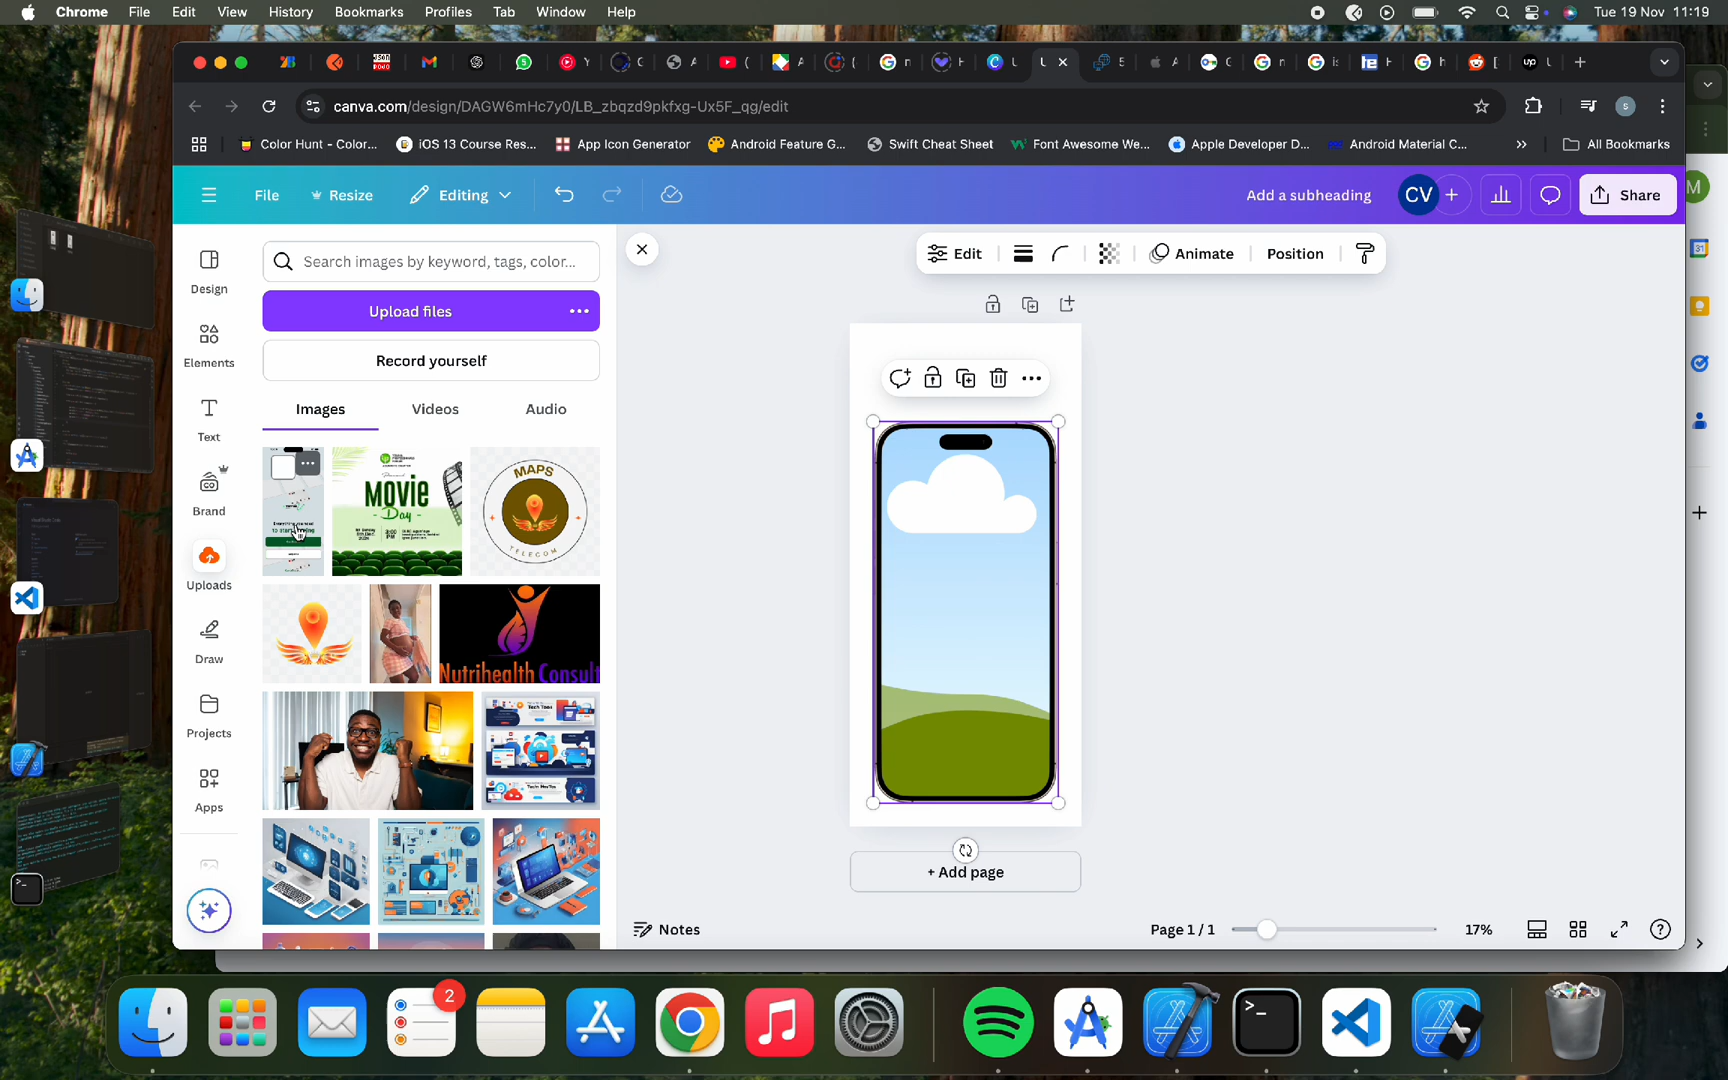 Chrome File Edit View History Bookmarks Profiles Tab Window Help Tue 19 Nov 11:19
canva.com/design/DAGW6mHc7y0/LB_zbqzd9pkfxg-Ux5F_qg/edit
Color Hunt - Color... iOS 13 Course Res... App Icon Generator Android Feature G... Swift Cheat Sheet Font Awesome We... Apple Developer D... Android Material C... » All Bookmarks
File Resize Editing Add a subheading CV + Share
Design
Elements
Text
Brand
Uploads
Draw
Projects
Apps
Search images by keyword, tags, color...
Upload files
Record yourself
Images Videos Audio
MOVIE
Day
MAPS
TELECOM
Nutrihealth Consult
Edit Animate Position
+ Add page
Notes
Page 1 / 1 17%
2